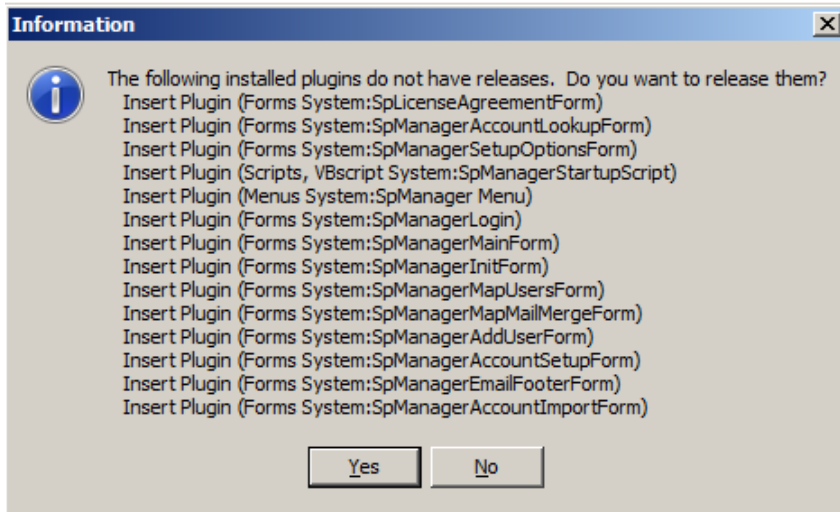 Information
The following installed plugins do not have releases.  Do you want to release them?
Insert Plugin (Forms System:SpLicenseAgreementForm)
Insert Plugin (Forms System:SpManagerAccountLookupForm)
Insert Plugin (Forms System:SpManagerSetupOptionsForm)
Insert Plugin (Scripts, VBscript System:SpManagerStartupScript)
Insert Plugin (Menus System:SpManager Menu)
Insert Plugin (Forms System:SpManagerLogin)
Insert Plugin (Forms System:SpManagerMainForm)
Insert Plugin (Forms System:SpManagerInitForm)
Insert Plugin (Forms System:SpManagerMapUsersForm)
Insert Plugin (Forms System:SpManagerMapMailMergeForm)
Insert Plugin (Forms System:SpManagerAddUserForm)
Insert Plugin (Forms System:SpManagerAccountSetupForm)
Insert Plugin (Forms System:SpManagerEmailFooterForm)
Insert Plugin (Forms System:SpManagerAccountImportForm)
Yes No